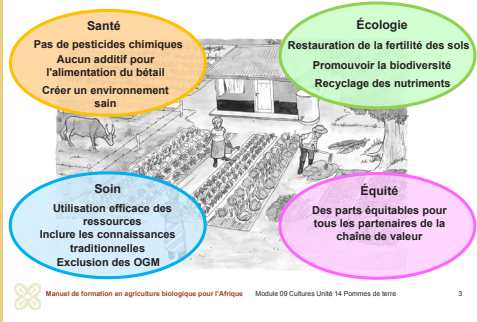 Santé
Pas de pesticides chimiques
Aucun additif pour
l'alimentation du bétail
Créer un environnement
sain
Écologie
Restauration de la fertilité des sols
Promouvoir la biodiversité
Recyclage des nutriments
Soin
Utilisation efficace des
ressources
Inclure les connaissances
traditionnelles
Exclusion des OGM
Équité
Des parts équitables pour
tous les partenaires de la
chaîne de valeur
Manuel de formation en agriculture biologique pour l'Afrique Module 09 Cultures Unité 14 Pommes de terre 3